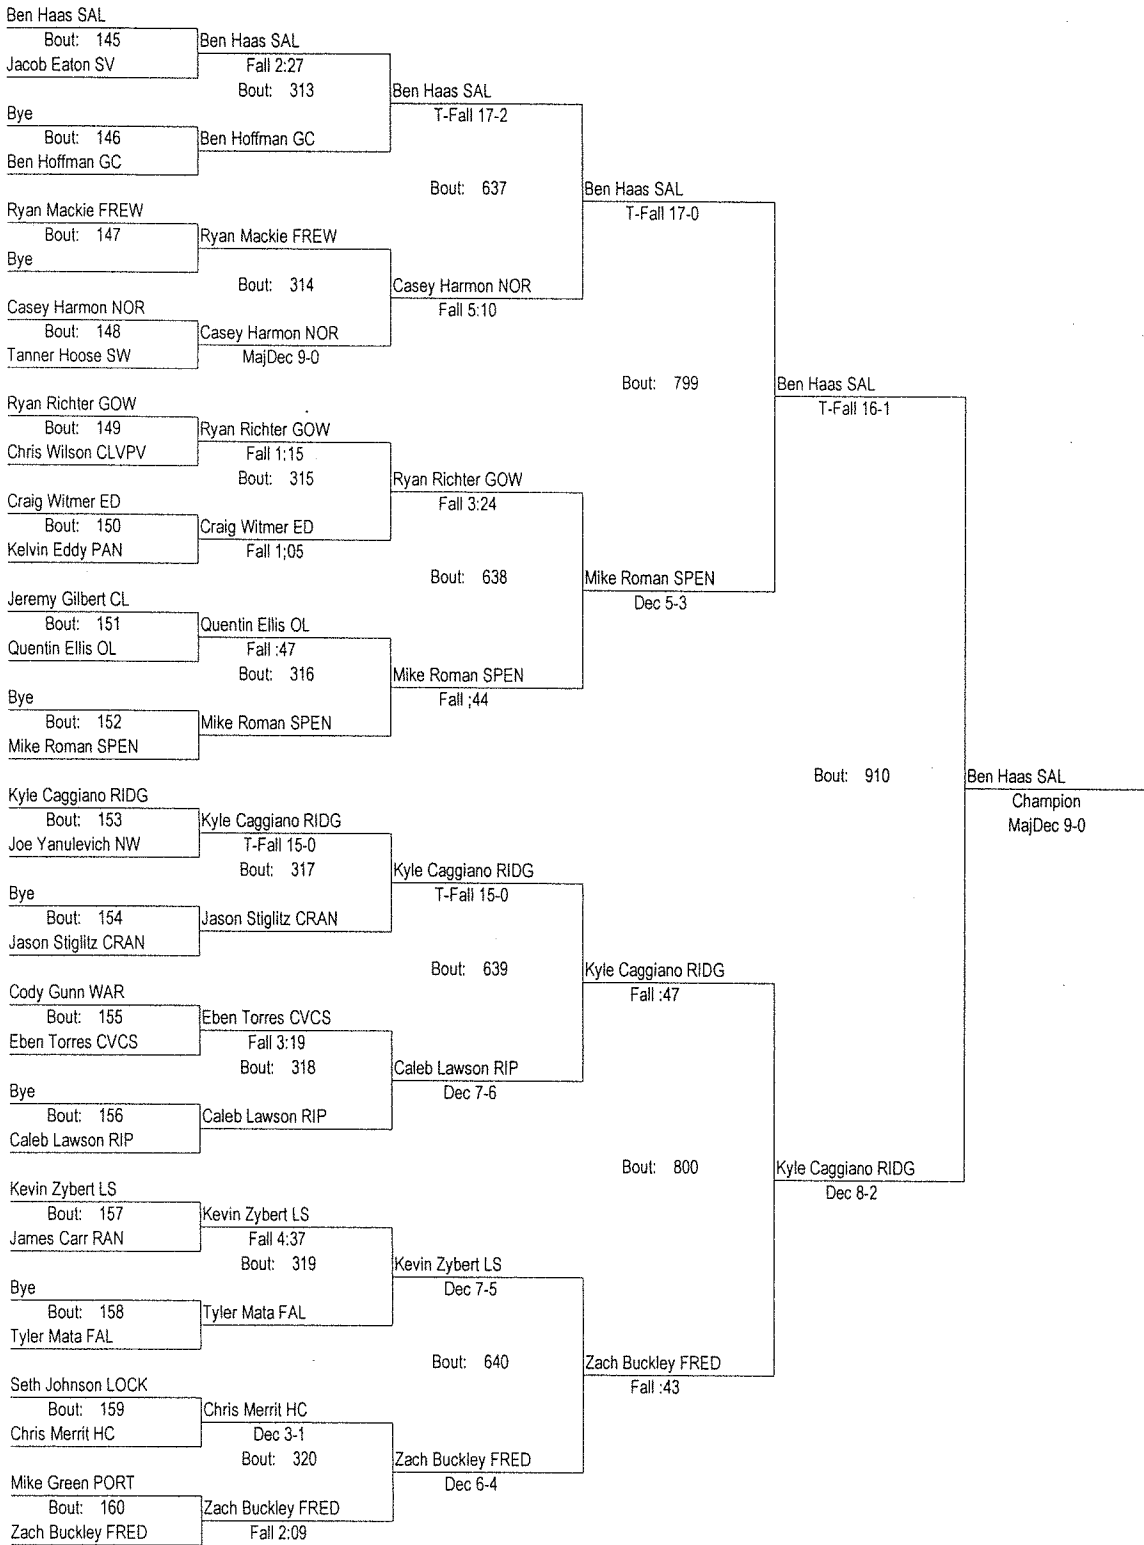 Ben Haas SAL
Bout: 145
Jacob Eaton SV
Ben Haas SAL
Fall 2:27
Bout: 313
Bye
Bout: 146
Ben Hoffman GC
Ben Hoffman GC
Ben Haas SAL
T-Fall 17-2
Bout: 637
Ryan Mackie FREW
Bout: 147
Bye
Ryan Mackie FREW
Bout: 314
Casey Harmon NOR
Bout: 148
Tanner Hoose SW
Casey Harmon NOR
MajDec 9-0
Casey Harmon NOR
Fall 5:10
Ben Haas SAL
T-Fall 17-0
Bout: 799
Ryan Richter GOW
Bout: 149
Chris Wilson CLVPV
Ryan Richter GOW
Fall 1:15
Bout: 315
Craig Witmer ED
Bout: 150
Kelvin Eddy PAN
Craig Witmer ED
Fall 1;05
Ryan Richter GOW
Fall 3:24
Bout: 638
Jeremy Gilbert CL
Bout: 151
Quentin Ellis OL
Quentin Ellis OL
Fall :47
Bout: 316
Bye
Bout: 152
Mike Roman SPEN
Mike Roman SPEN
Mike Roman SPEN
Fall ;44
Mike Roman SPEN
Dec 5-3
Ben Haas SAL
T-Fall 16-1
Bout: 910
Ben Haas SAL
Champion
MajDec 9-0
Kyle Caggiano RIDG
Bout: 153
Joe Yanulevich NW
Kyle Caggiano RIDG
T-Fall 15-0
Bout: 317
Bye
Bout: 154
Jason Stiglitz CRAN
Jason Stiglitz CRAN
Kyle Caggiano RIDG
T-Fall 15-0
Bout: 639
Cody Gunn WAR
Bout: 155
Eben Torres CVCS
Eben Torres CVCS
Fall 3:19
Bout: 318
Bye
Bout: 156
Caleb Lawson RIP
Caleb Lawson RIP
Caleb Lawson RIP
Dec 7-6
Kyle Caggiano RIDG
Fall :47
Bout: 800
Kyle Caggiano RIDG
Dec 8-2
Kevin Zybert LS
Bout: 157
James Carr RAN
Kevin Zybert LS
Fall 4:37
Bout: 319
Bye
Bout: 158
Tyler Mata FAL
Tyler Mata FAL
Kevin Zybert LS
Dec 7-5
Bout: 640
Seth Johnson LOCK
Bout: 159
Chris Merrit HC
Chris Merrit HC
Dec 3-1
Bout: 320
Mike Green PORT
Bout: 160
Zach Buckley FRED
Zach Buckley FRED
Fall 2:09
Zach Buckley FRED
Dec 6-4
Zach Buckley FRED
Fall :43